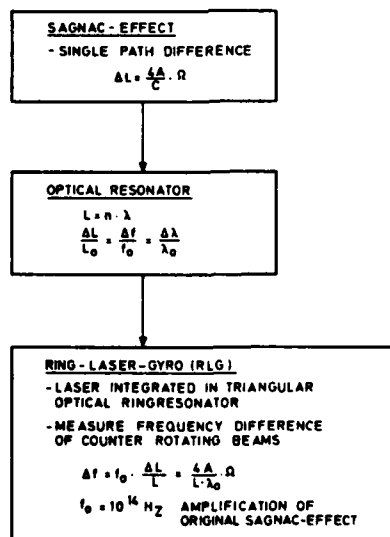 SAGNAC-EFFECT
- SINGLE PATH DIFFERENCE
ΔL = 4A/C · Ω
OPTICAL RESONATOR
L = n · λ
ΔL/L₀ = Δf/f₀ = Δλ/λ₀
RING-LASER-GYRO (RLG)
- LASER INTEGRATED IN TRIANGULAR
OPTICAL RINGRESONATOR
- MEASURE FREQUENCY DIFFERENCE
OF COUNTER ROTATING BEAMS
Δf = f₀ · ΔL/L = 4A/L·λ₀ · Ω
f₀ = 10¹⁴ HZ AMPLIFICATION OF
ORIGINAL SAGNAC-EFFECT